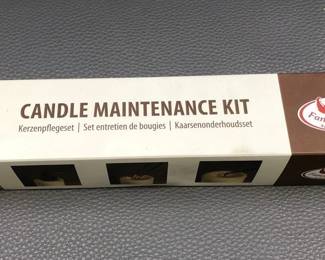 CANDLE MAINTENANCE KIT
Kerzenpflegeset | Set entretien de bougies | Kaarsenonderhoudsset